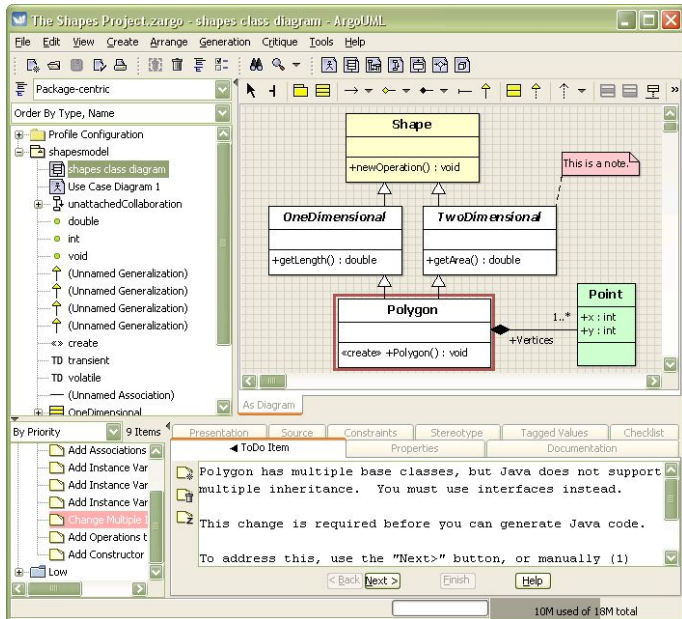 The Shapes Project.zargo - shapes class diagram - ArgoUML
File Edit View Create Arrange Generation Critique Tools Help
Package-centric
Order By Type, Name
Profile Configuration
shapesmodel
shapes class diagram
Use Case Diagram 1
unattachedCollaboration
double
int
void
(Unnamed Generalization)
(Unnamed Generalization)
(Unnamed Generalization)
(Unnamed Generalization)
«» create
TD transient
TD volatile
(Unnamed Association)
OneDimensional
Shape
+newOperation() : void
This is a note.
OneDimensional
+getLength() : double
TwoDimensional
+getArea() : double
Polygon
«create» +Polygon() : void
1..*
+Vertices
Point
+x : int
+y : int
As Diagram
By Priority 9 Items
Add Associations
Add Instance Var
Add Instance Var
Add Instance Var
Change Multiple I
Add Operations t
Add Constructor
Low
Presentation Source Constraints Stereotype Tagged Values Checklist
ToDo Item Properties Documentation
Polygon has multiple base classes, but Java does not support
multiple inheritance. You must use interfaces instead.
This change is required before you can generate Java code.
To address this, use the "Next>" button, or manually (1)
< Back Next > Finish Help
10M used of 18M total